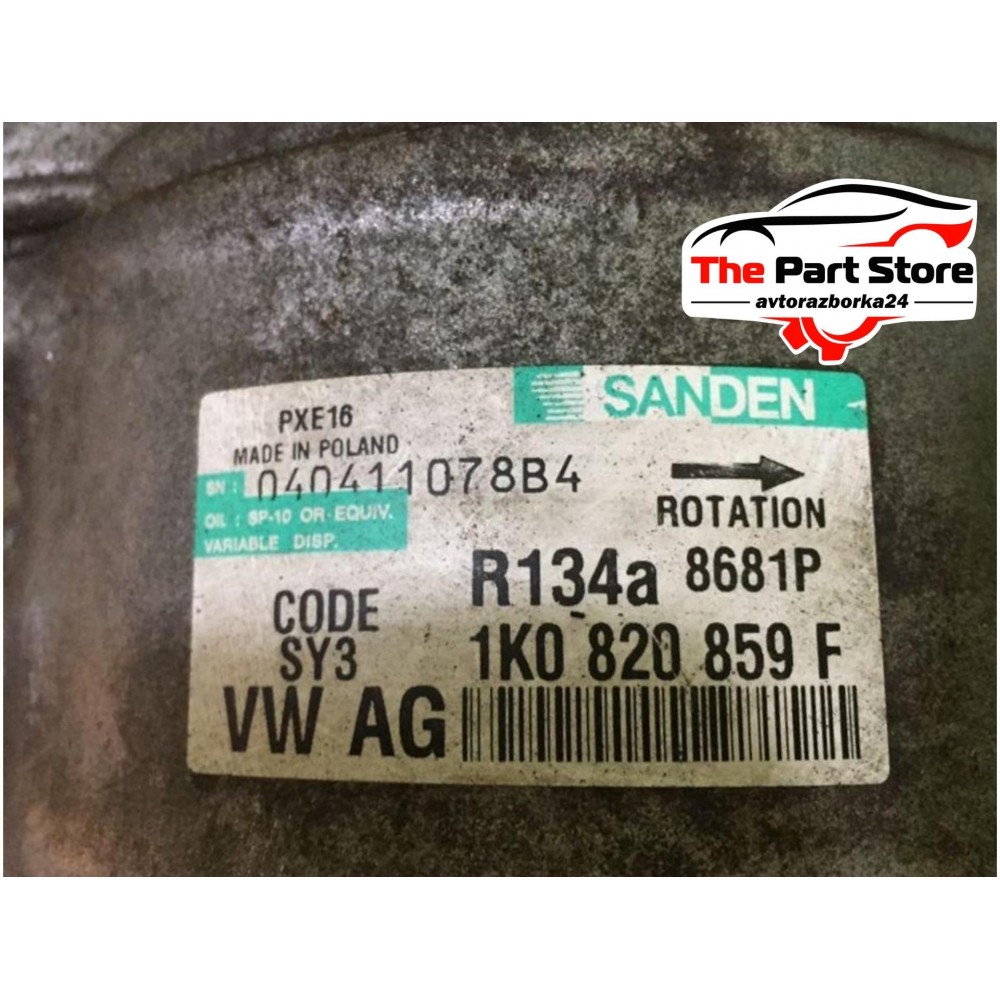 The Part Store
avtorazborka24
SANDEN
PXE16
MADE IN POLAND
SN : 040411078B4
OIL : SP-10 OR EQUIV.
VARIABLE DISP.
ROTATION
R134a 8681P
CODE
SY3
1K0 820 859 F
VW AG